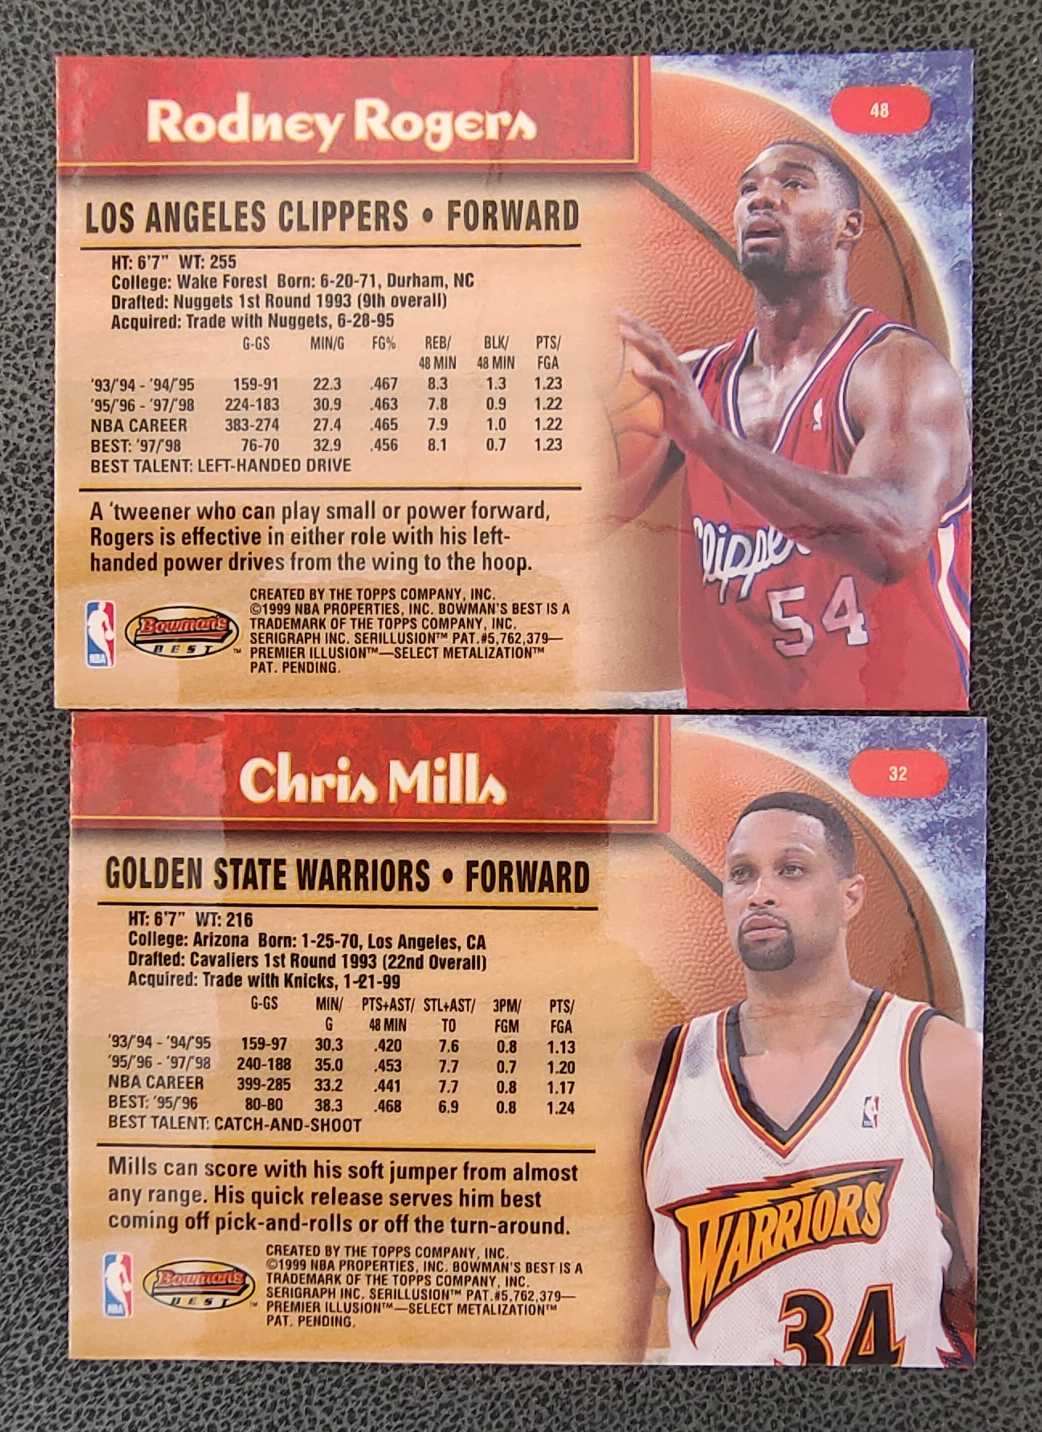 Rodney Rogers
48
LOS ANGELES CLIPPERS • FORWARD
HT: 6'7" WT: 255
College: Wake Forest Born: 6-20-71, Durham, NC
Drafted: Nuggets 1st Round 1993 (9th overall)
Acquired: Trade with Nuggets, 6-28-95
G-GS MIN/G FG% REB/ BLK/ PTS/
48 MIN 48 MIN FGA
'93/'94 - '94/'95 159-91 22.3 .467 8.3 1.3 1.23
'95/'96 - '97/'98 224-183 30.9 .463 7.8 0.9 1.22
NBA CAREER 383-274 27.4 .465 7.9 1.0 1.22
BEST: '97/'98 76-70 32.9 .456 8.1 0.7 1.23
BEST TALENT: LEFT-HANDED DRIVE
A 'tweener who can play small or power forward,
Rogers is effective in either role with his left-
handed power drives from the wing to the hoop.
CREATED BY THE TOPPS COMPANY, INC.
©1999 NBA PROPERTIES, INC. BOWMAN'S BEST IS A
TRADEMARK OF THE TOPPS COMPANY, INC.
SERIGRAPH INC. SERILLUSION™ PAT.#5,762,379—
PREMIER ILLUSION™—SELECT METALIZATION™
PAT. PENDING.
NBA
Bowman's
BEST™
Clippers
54
Chris Mills
32
GOLDEN STATE WARRIORS • FORWARD
HT: 6'7" WT: 216
College: Arizona Born: 1-25-70, Los Angeles, CA
Drafted: Cavaliers 1st Round 1993 (22nd Overall)
Acquired: Trade with Knicks, 1-21-99
G-GS MIN/ PTS+AST/ STL+AST/ 3PM/ PTS/
G 48 MIN TO FGM FGA
'93/'94 - '94/'95 159-97 30.3 .420 7.6 0.8 1.13
'95/'96 - '97/'98 240-188 35.0 .453 7.7 0.7 1.20
NBA CAREER 399-285 33.2 .441 7.7 0.8 1.17
BEST: '95/'96 80-80 38.3 .468 6.9 0.8 1.24
BEST TALENT: CATCH-AND-SHOOT
Mills can score with his soft jumper from almost
any range. His quick release serves him best
coming off pick-and-rolls or off the turn-around.
CREATED BY THE TOPPS COMPANY, INC.
©1999 NBA PROPERTIES, INC. BOWMAN'S BEST IS A
TRADEMARK OF THE TOPPS COMPANY, INC.
SERIGRAPH INC. SERILLUSION™ PAT.#5,762,379—
PREMIER ILLUSION™—SELECT METALIZATION™
PAT. PENDING.
NBA
Bowman's
BEST™
WARRIORS
34